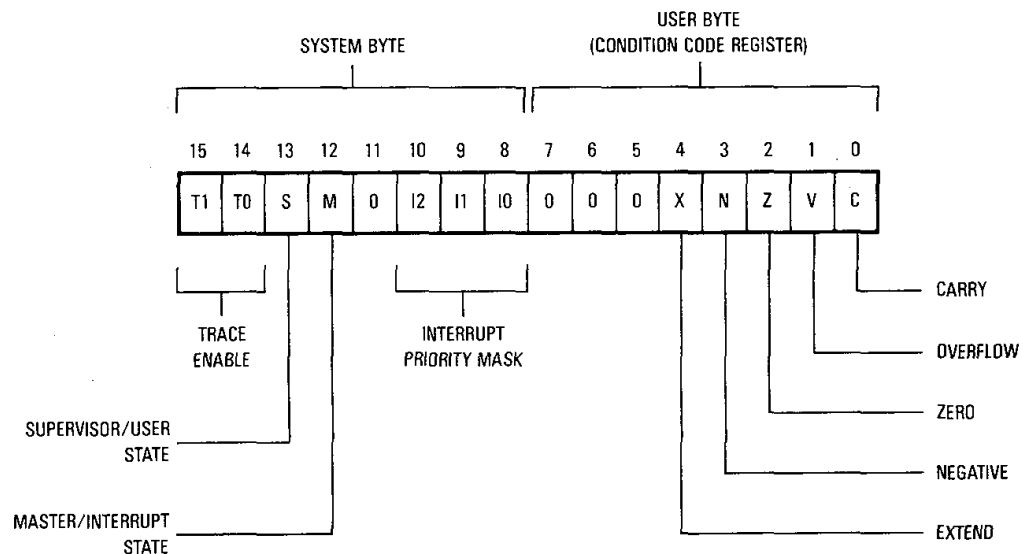 SYSTEM BYTE
USER BYTE
(CONDITION CODE REGISTER)
15 14 13 12 11 10 9 8 7 6 5 4 3 2 1 0
T1 T0 S M 0 I2 I1 I0 0 0 0 X N Z V C
TRACE
ENABLE
INTERRUPT
PRIORITY MASK
SUPERVISOR/USER
STATE
MASTER/INTERRUPT
STATE
CARRY
OVERFLOW
ZERO
NEGATIVE
EXTEND